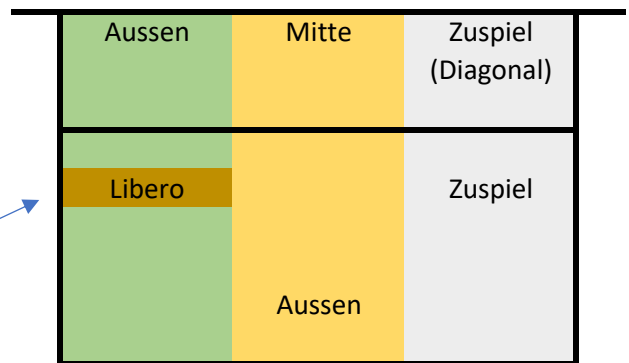 Aussen
Mitte
Zuspiel
(Diagonal)
Libero
Zuspiel
Aussen